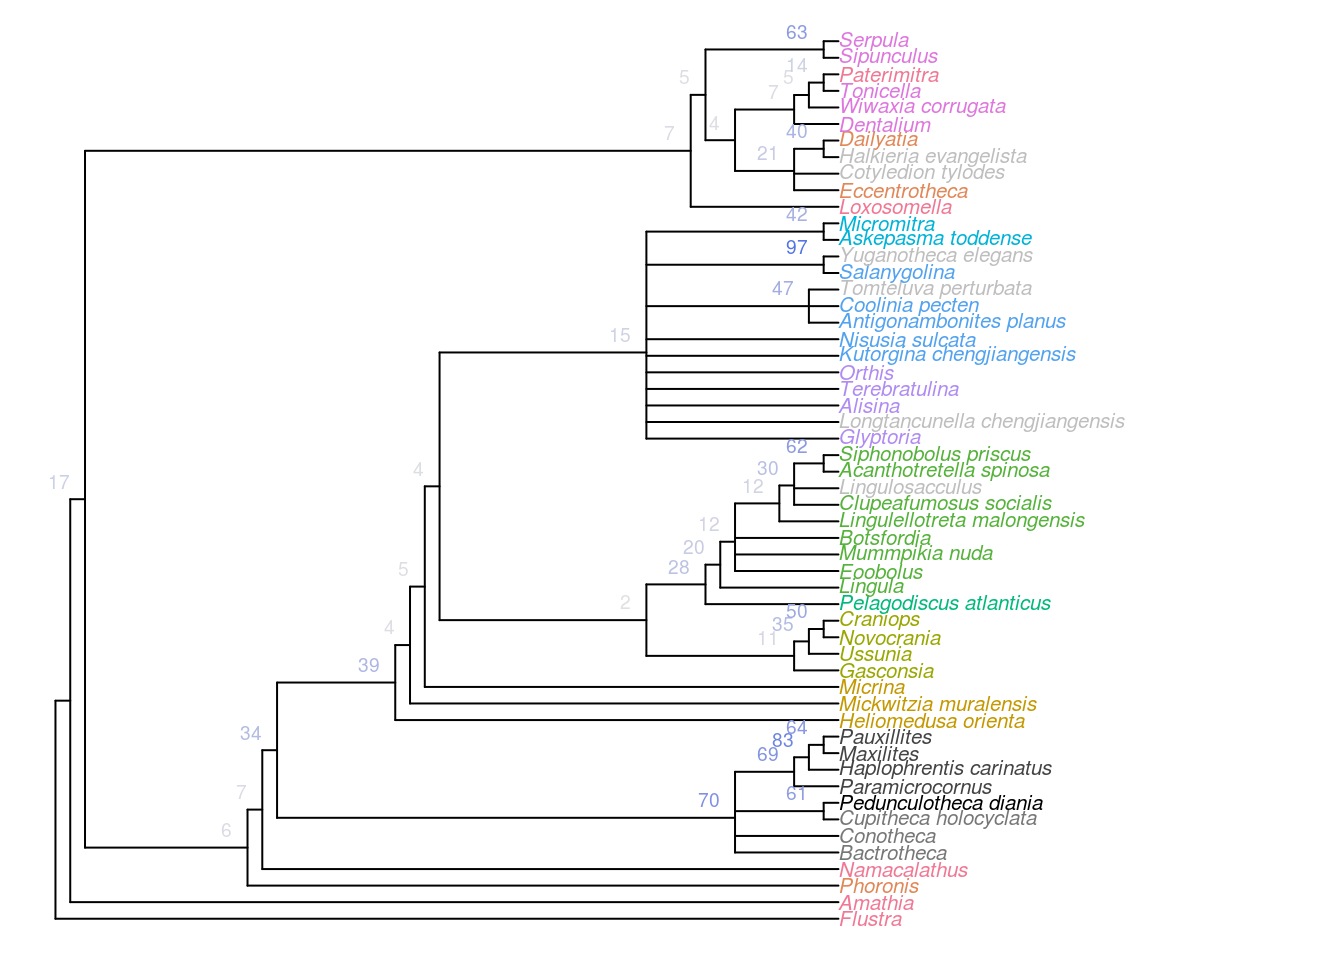 63
Serpula
Sipunculus
14
5
5
Paterimitra
7
Tonicella
Wiwaxia corrugata
4
Dentalium
7
40
Dailyatia
21
Halkieria evangelista
Cotyledion tylodes
Eccentrotheca
Loxosomella
42
Micromitra
Askepasma toddense
97
Yuganotheca elegans
Salanygolina
47
Tomteluva perturbata
Coolinia pecten
Antigonambonites planus
15
Nisusia sulcata
Kutorgina chengjiangensis
Orthis
Terebratulina
Alisina
Longtancunella chengjiangensis
Glyptoria
62
Siphonobolus priscus
4
30
Acanthotretella spinosa
17
12
Lingulosacculus
Clupeafumosus socialis
12
Lingulellotreta malongensis
Botsfordia
20
Mummpikia nuda
5
28
Eoobolus
Lingula
2
Pelagodiscus atlanticus
50
Craniops
4
35
11
Novocrania
Ussunia
39
Gasconsia
Micrina
Mickwitzia muralensis
Heliomedusa orienta
34
64
Pauxillites
83
69
Maxilites
Haplophrentis carinatus
7
61
Paramicrocornus
70
Pedunculotheca diania
Cupitheca holocyclata
6
Conotheca
Bactrotheca
Namacalathus
Phoronis
Amathia
Flustra